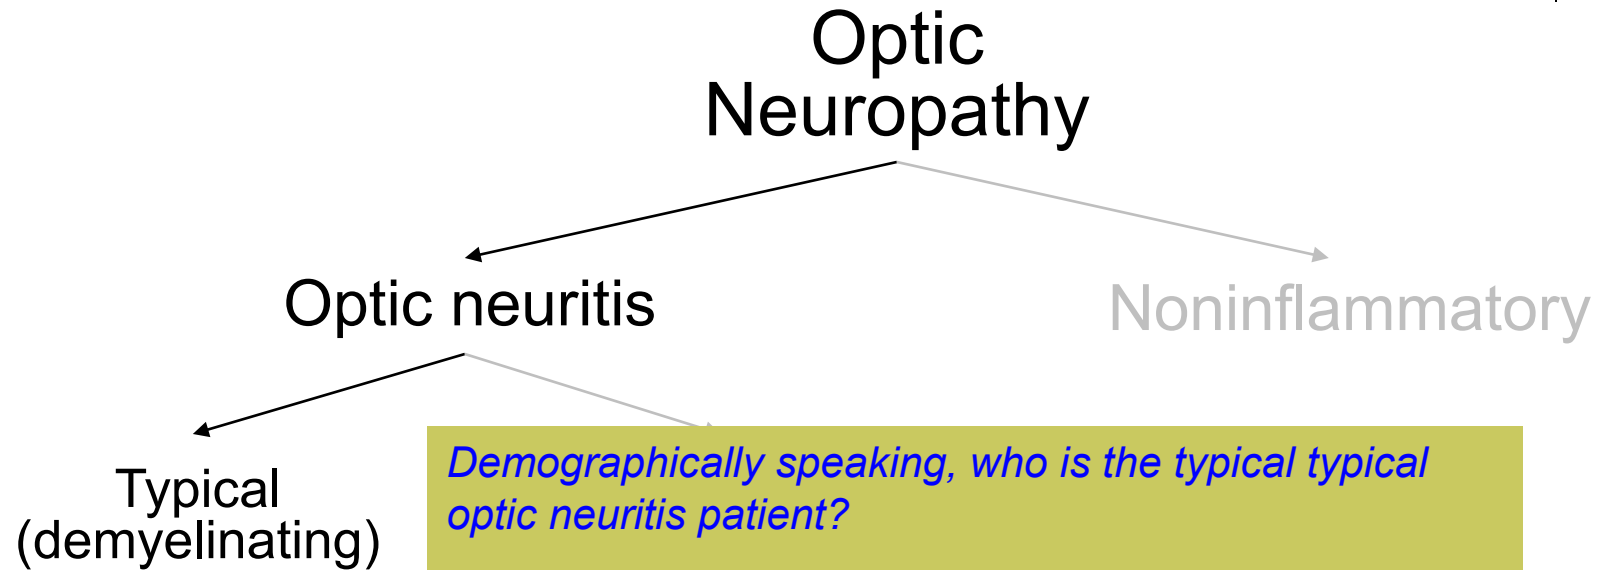 Optic
Neuropathy
Optic neuritis
Noninflammatory
Typical
(demyelinating)
Demographically speaking, who is the typical typical
optic neuritis patient?